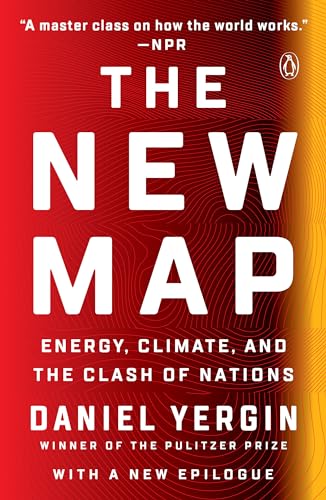 “A master class on how the world works.”
—NPR
THE
NEW
MAP
ENERGY, CLIMATE, AND
THE CLASH OF NATIONS
DANIEL YERGIN
WINNER OF THE PULITZER PRIZE
WITH A NEW EPILOGUE